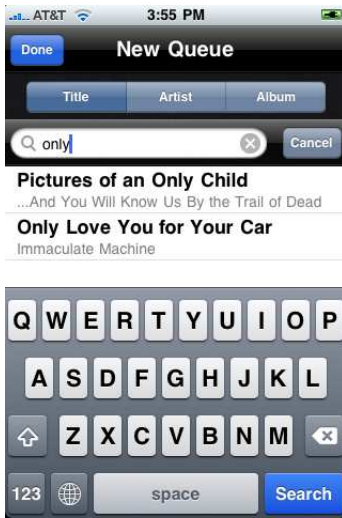 AT&T 3:55 PM
Done New Queue
Title Artist Album
only Cancel
Pictures of an Only Child
...And You Will Know Us By the Trail of Dead
Only Love You for Your Car
Immaculate Machine
Q W E R T Y U I O P
A S D F G H J K L
Z X C V B N M
123 space Search